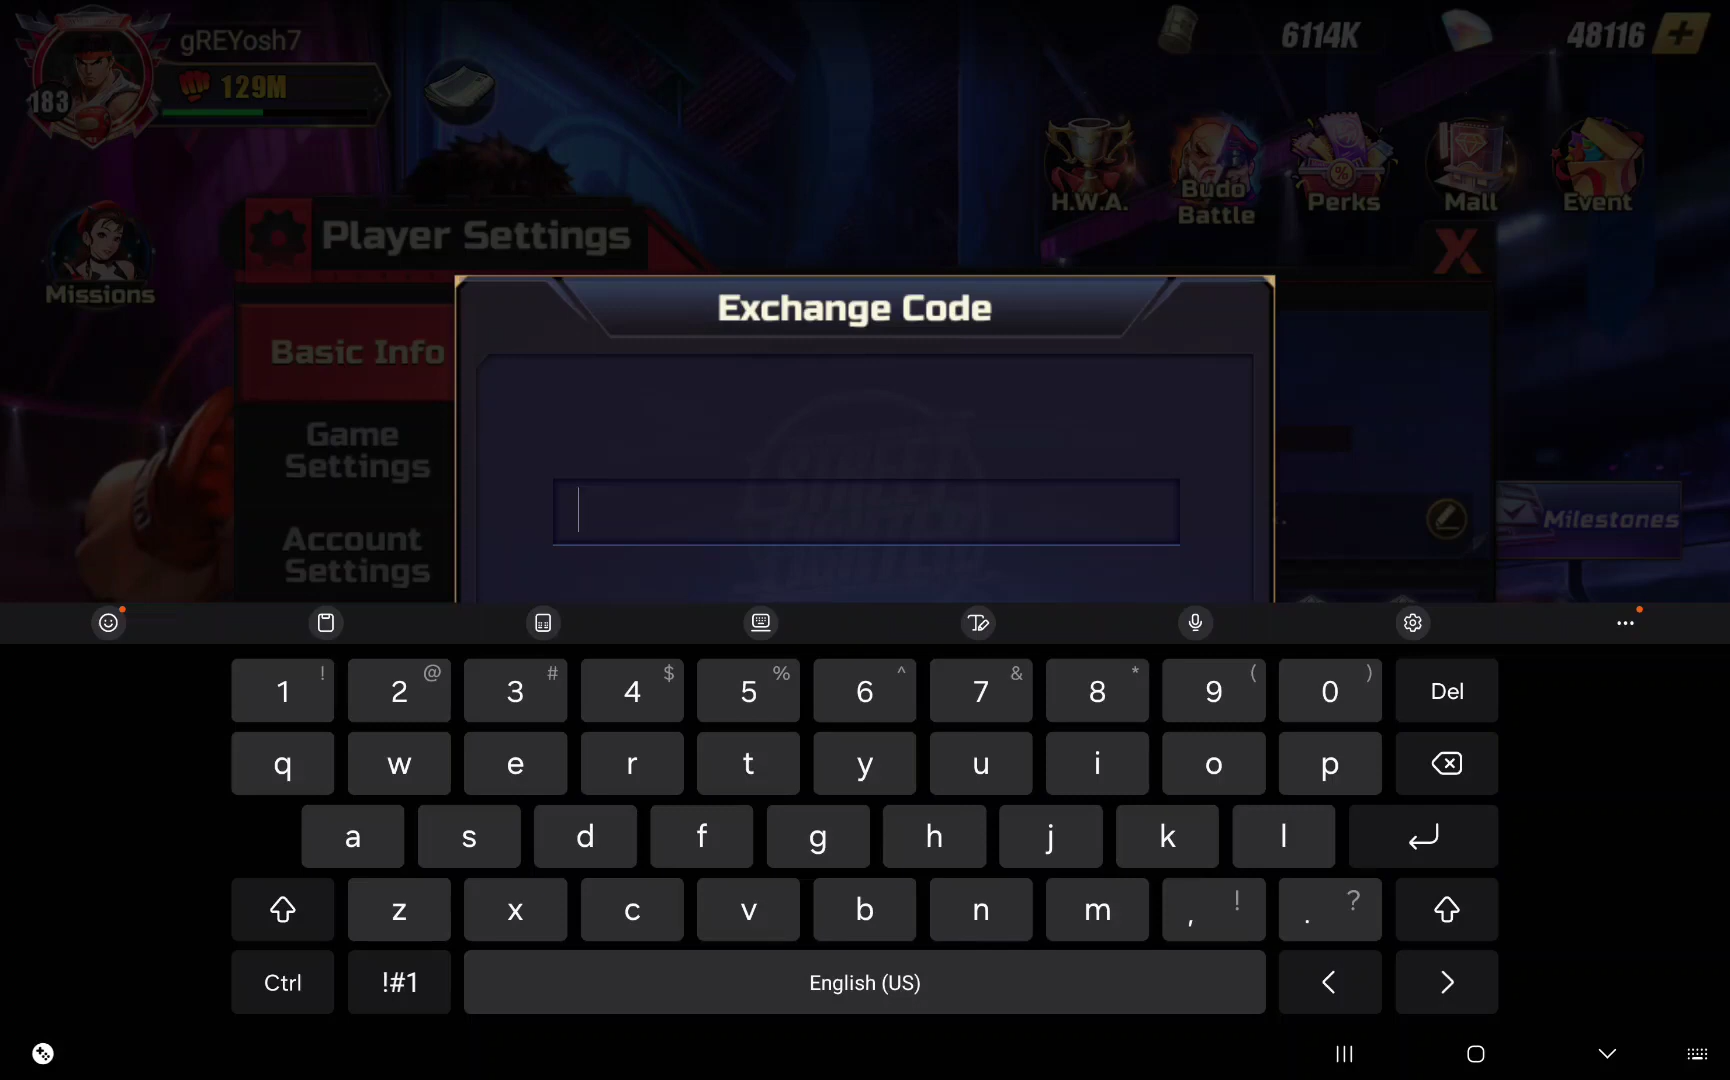 gREYosh7
129M
183
6114K
48116
H.W.A.
Budo
Battle
Perks
Mall
Event
Missions
Player Settings
X
Exchange Code
Basic Info
Game
Settings
Account
Settings
Milestones
1 ! 2 @ 3 # 4 $ 5 % 6 ^ 7 & 8 * 9 ( 0 ) Del
q w e r t y u i o p
a s d f g h j k l
z x c v b n m , ! . ?
Ctrl !#1 English (US) < >